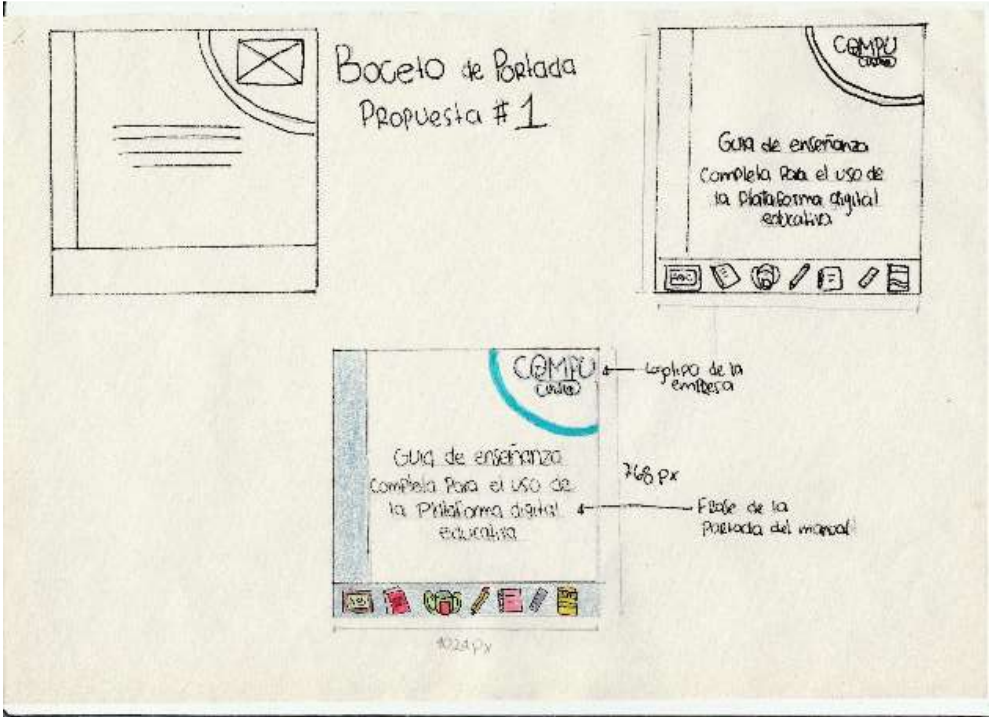 Boceto de Portada
Propuesta # 1
COMPU
Guia de enseñanza
Completa Para el uso de
la Plataforma digital
educativa
ABC
COMPU
Logotipo de la
empresa
Guia de enseñanza
Completa Para el uso de
la Plataforma digital
educativa
768 px
Frase de la
Portada del manual
1024 px